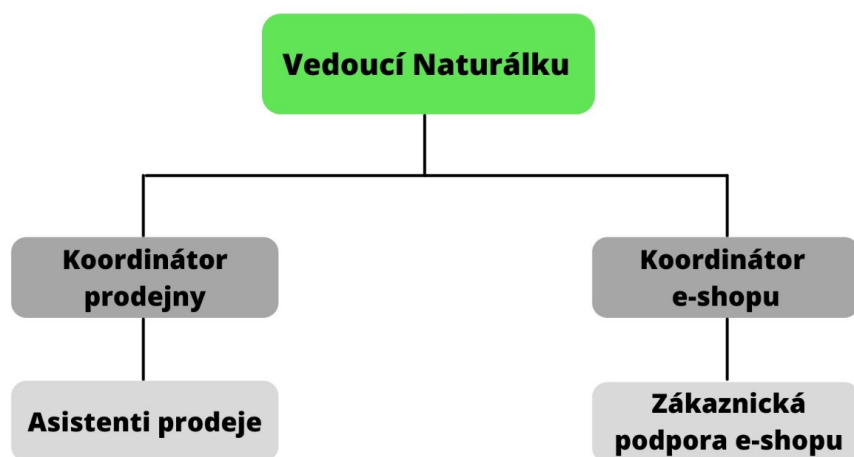 Vedoucí Naturálku
Koordinátor
prodejny
Koordinátor
e-shopu
Asistenti prodeje
Zákaznická
podpora e-shopu